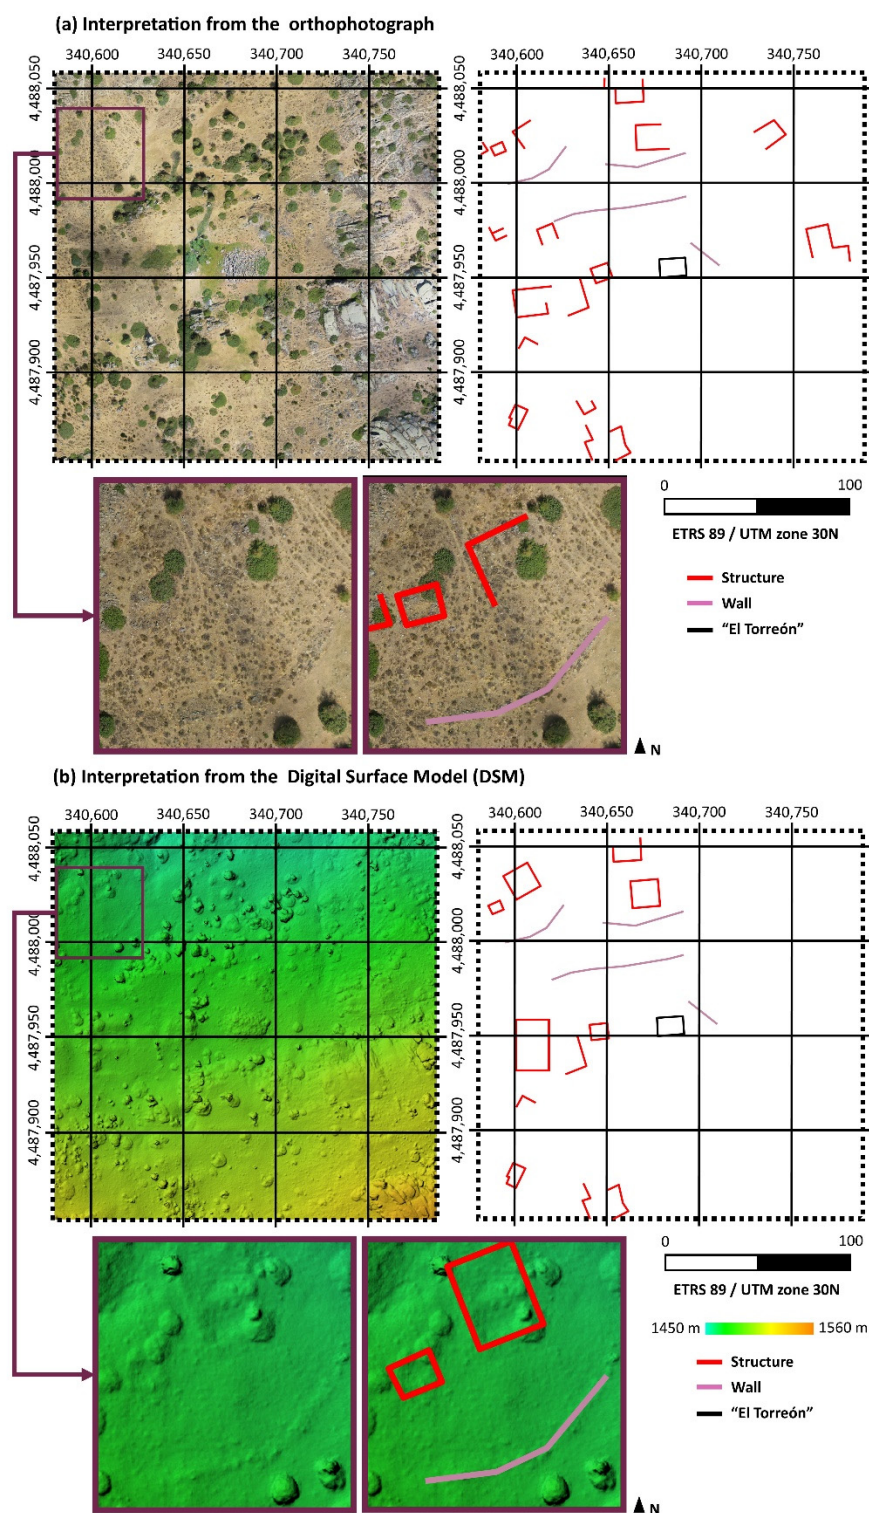 (a) Interpretation from the orthophotograph
340,600 340,650 340,700 340,750
340,600 340,650 340,700 340,750
4,488,050
4,488,000
4,487,950
4,487,900
4,488,050
4,488,000
4,487,950
4,487,900
0 100
ETRS 89 / UTM zone 30N
Structure
Wall
“El Torreón”
N
(b) Interpretation from the Digital Surface Model (DSM)
340,600 340,650 340,700 340,750
340,600 340,650 340,700 340,750
4,488,050
4,488,000
4,487,950
4,487,900
4,488,050
4,488,000
4,487,950
4,487,900
0 100
ETRS 89 / UTM zone 30N
1450 m 1560 m
Structure
Wall
“El Torreón”
N